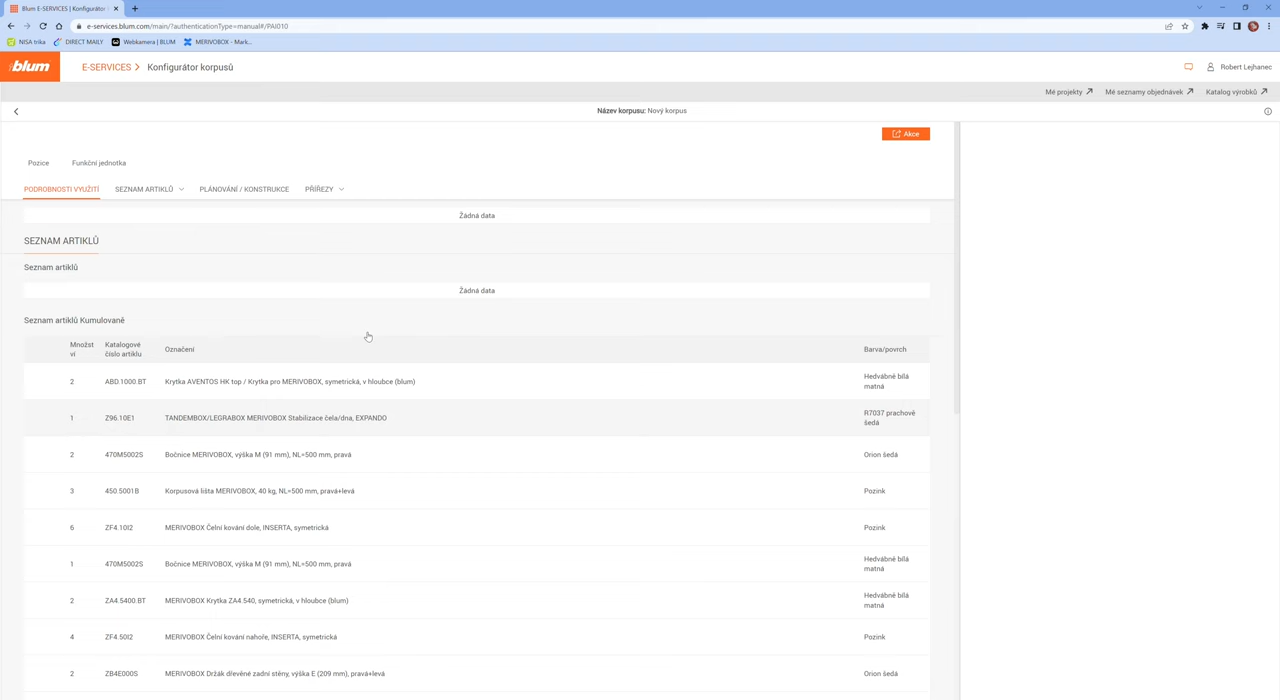 Blum E-SERVICES | Konfigurátor
e-services.blum.com/main/?authenticationType=manual#/PAI010
NISA trika
DIRECT MAILY
Webkamera | BLUM
MERIVOBOX - Mark...
blum
E-SERVICES
Konfigurátor korpusů
Robert Lejhanec
Mé projekty
Mé seznamy objednávek
Katalog výrobků
Název korpusu: Nový korpus
Akce
Pozice
Funkční jednotka
PODROBNOSTI VYUŽITÍ
SEZNAM ARTIKLŮ
PLÁNOVÁNÍ / KONSTRUKCE
PŘÍŘEZY
Žádná data
SEZNAM ARTIKLŮ
Seznam artiklů
Žádná data
Seznam artiklů Kumulovaně
Množst
ví
Katalogové
číslo artiklu
Označení
Barva/povrch
2
ABD.1000.BT
Krytka AVENTOS HK top / Krytka pro MERIVOBOX, symetrická, v hloubce (blum)
Hedvábně bílá
matná
1
Z96.10E1
TANDEMBOX/LEGRABOX MERIVOBOX Stabilizace čela/dna, EXPANDO
R7037 prachově
šedá
2
470M5002S
Bočnice MERIVOBOX, výška M (91 mm), NL=500 mm, pravá
Orion šedá
3
450.5001B
Korpusová lišta MERIVOBOX, 40 kg, NL=500 mm, pravá+levá
Pozink
6
ZF4.10I2
MERIVOBOX Čelní kování dole, INSERTA, symetrická
Pozink
1
470M5002S
Bočnice MERIVOBOX, výška M (91 mm), NL=500 mm, pravá
Hedvábně bílá
matná
2
ZA4.5400.BT
MERIVOBOX Krytka ZA4 540, symetrická, v hloubce (blum)
Hedvábně bílá
matná
4
ZF4.50I2
MERIVOBOX Čelní kování nahoře, INSERTA, symetrická
Pozink
2
ZB4E000S
MERIVOBOX Držák dřevěné zadní stěny, výška E (209 mm), pravá+levá
Orion šedá